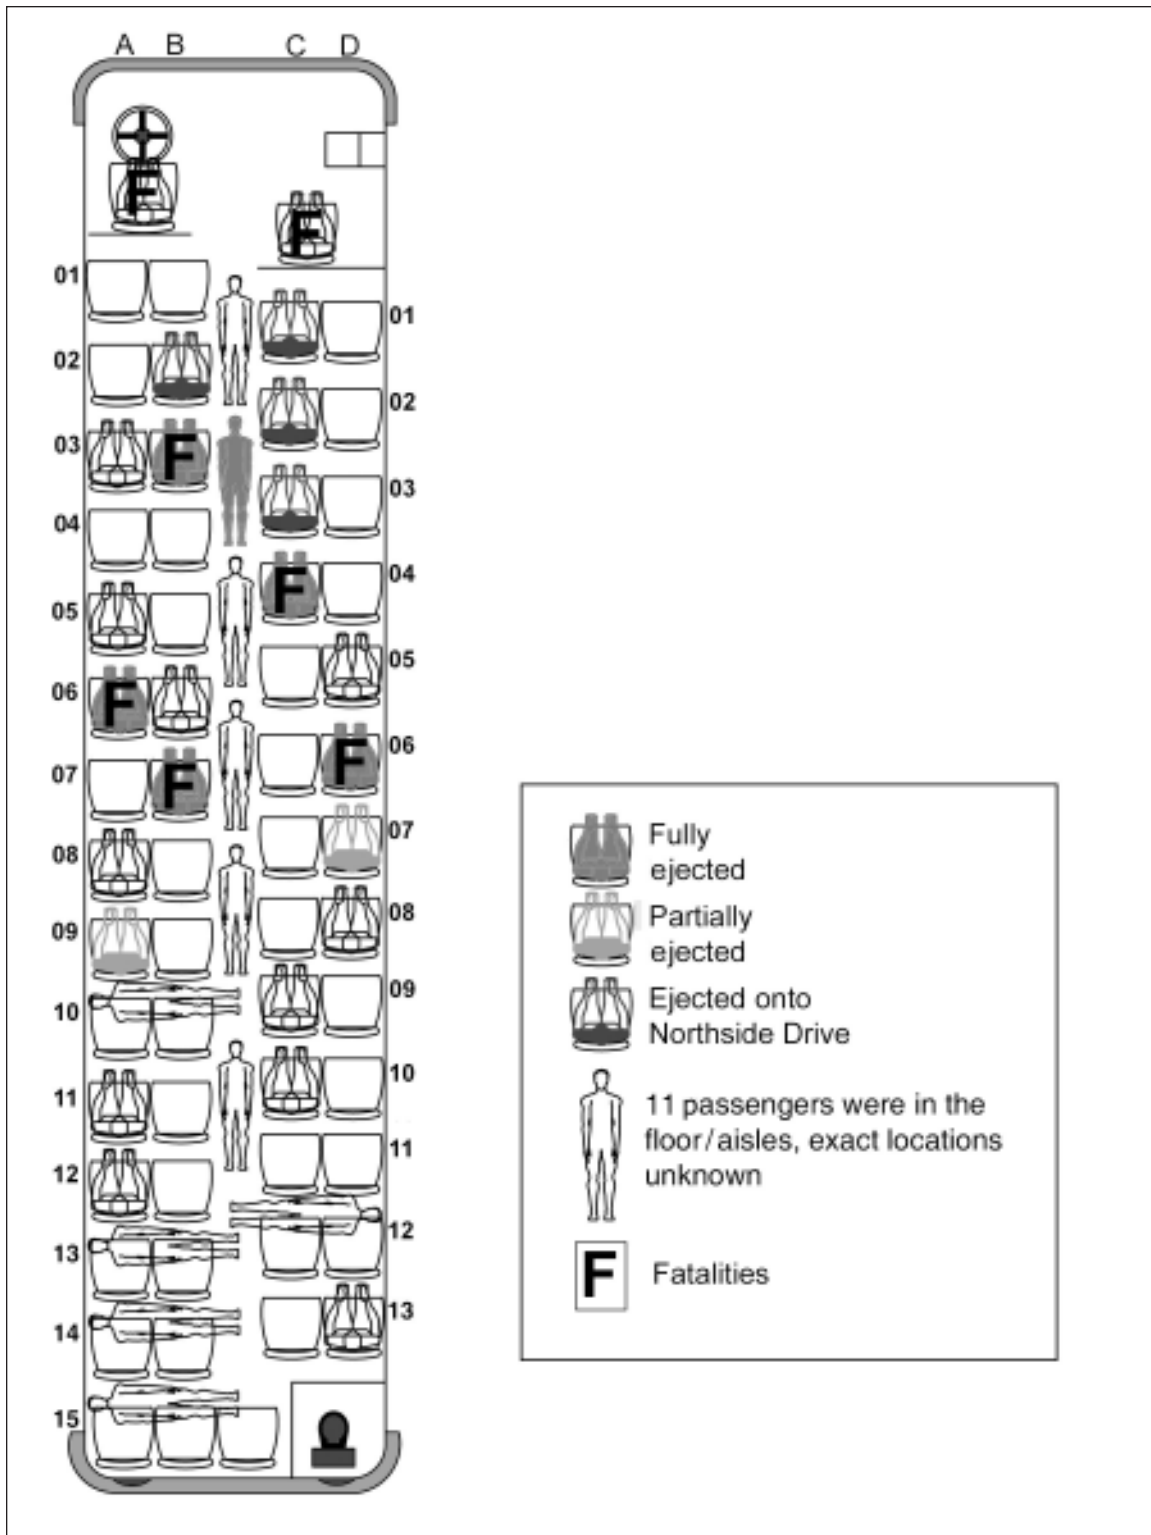 A B C D
F
F
01
01
02
02
03
F
03
04
F
04
05
05
06
F
06
F
07
F
07
08
08
09
09
10
10
11
11
12
12
13
13
14
15
Fully
ejected
Partially
ejected
Ejected onto
Northside Drive
11 passengers were in the
floor/aisles, exact locations
unknown
F Fatalities